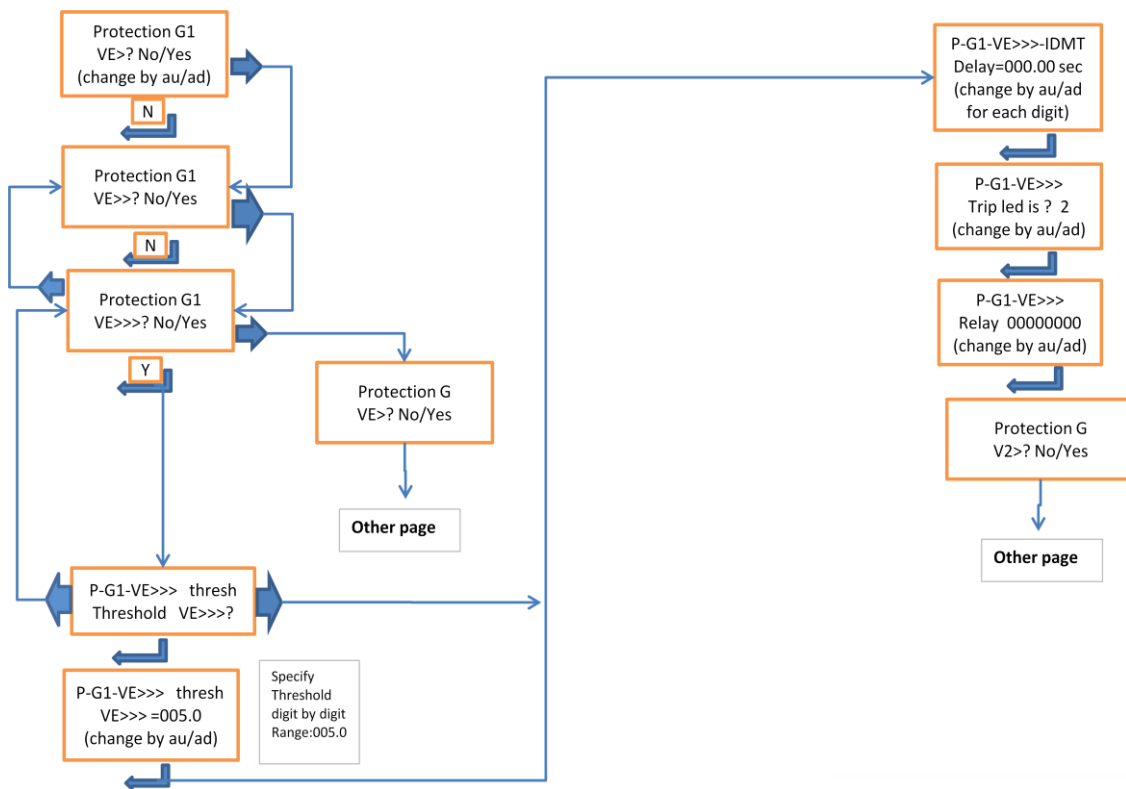 Protection G1
VE>? No/Yes
(change by au/ad)
N
Protection G1
VE>>? No/Yes
N
Protection G1
VE>>>? No/Yes
Y
Protection G
VE>? No/Yes
Other page
P-G1-VE>>> thresh
Threshold VE>>>?
P-G1-VE>>> thresh
VE>>> =005.0
(change by au/ad)
Specify
Threshold
digit by digit
Range:005.0
P-G1-VE>>>-IDMT
Delay=000.00 sec
(change by au/ad
for each digit)
P-G1-VE>>>
Trip led is ? 2
(change by au/ad)
P-G1-VE>>>
Relay 00000000
(change by au/ad)
Protection G
V2>? No/Yes
Other page